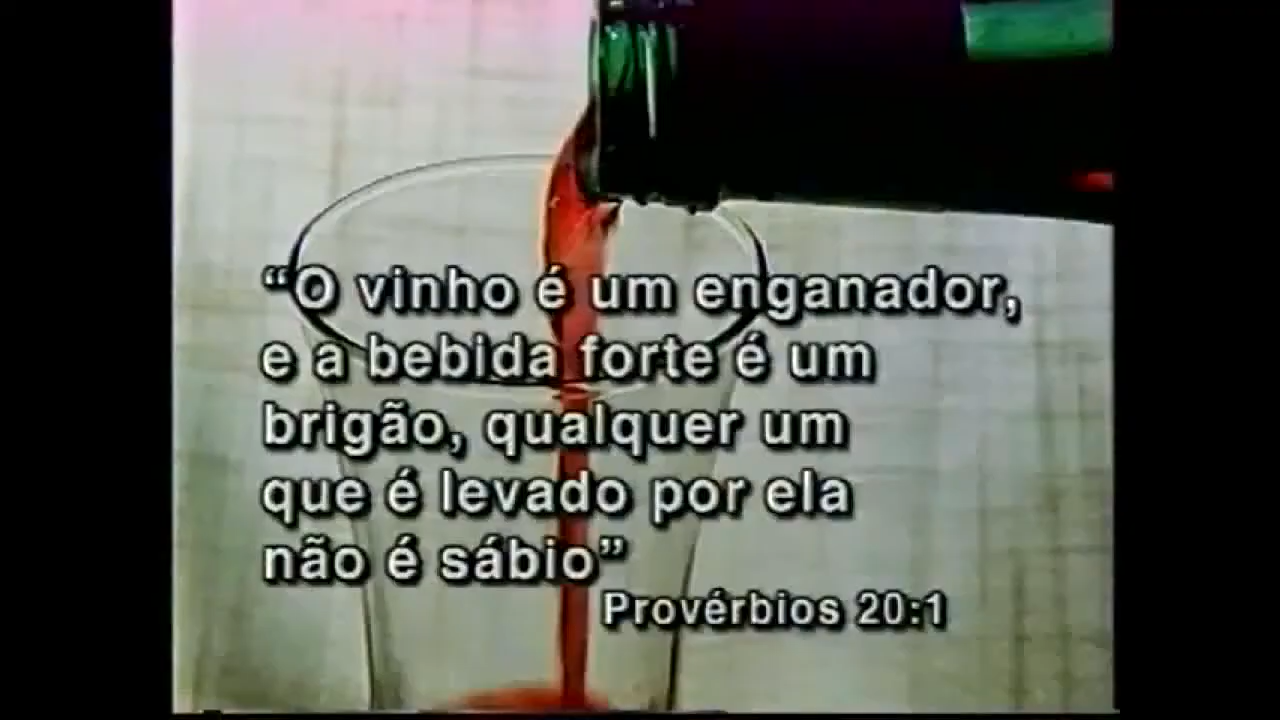 “O vinho é um enganador,
e a bebida forte é um
brigão, qualquer um
que é levado por ela
não é sábio”
Provérbios 20:1